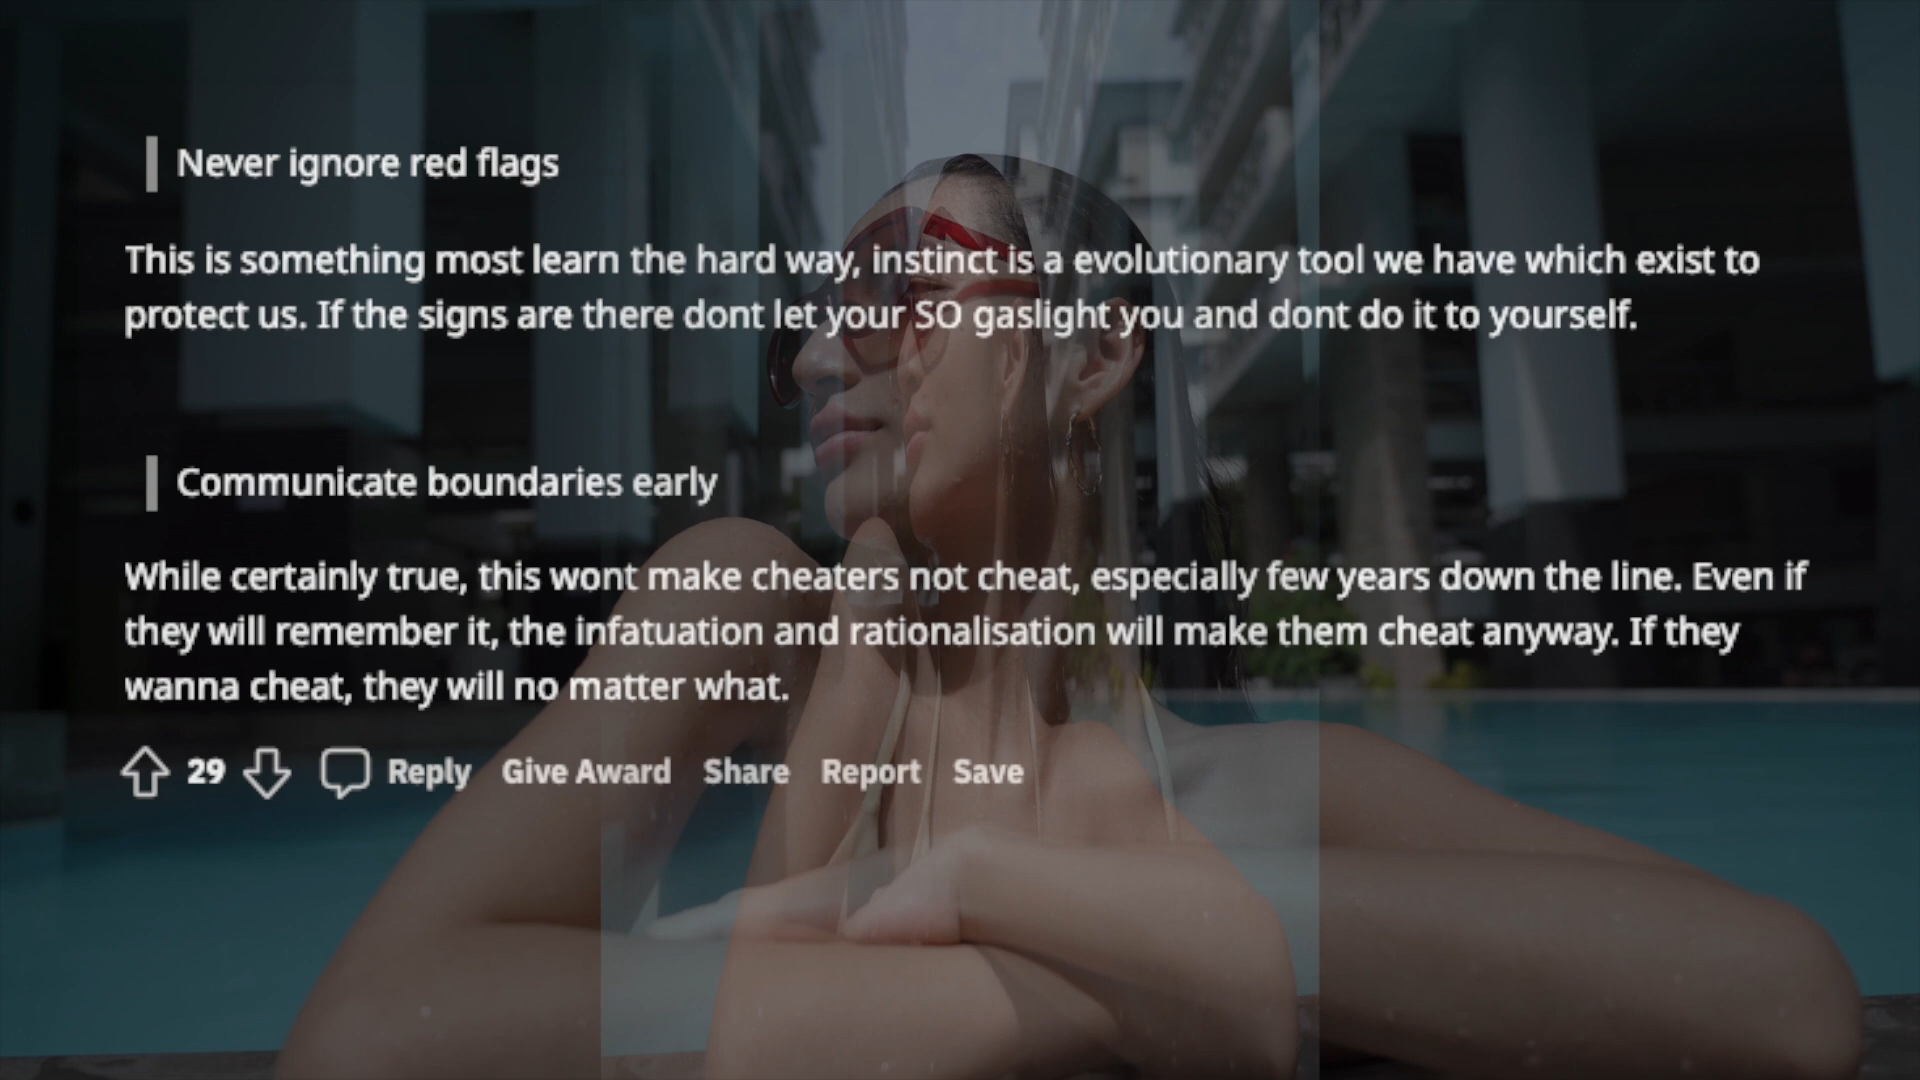 Never ignore red flags
This is something most learn the hard way, instinct is a evolutionary tool we have which exist to
protect us. If the signs are there dont let your SO gaslight you and dont do it to yourself.
Communicate boundaries early
While certainly true, this wont make cheaters not cheat, especially few years down the line. Even if
they will remember it, the infatuation and rationalisation will make them cheat anyway. If they
wanna cheat, they will no matter what.
29 Reply Give Award Share Report Save